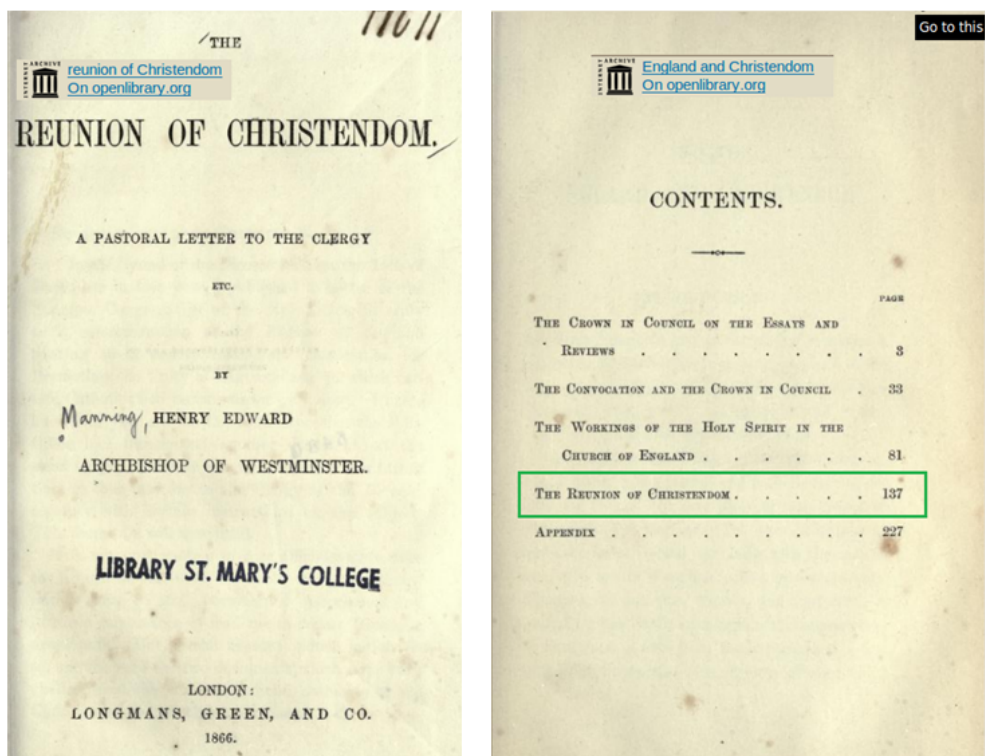 THE
INTERNET ARCHIVE
reunion of Christendom
On openlibrary.org
REUNION OF CHRISTENDOM.
A PASTORAL LETTER TO THE CLERGY
ETC.
BY
Manning, HENRY EDWARD
ARCHBISHOP OF WESTMINSTER.
LIBRARY ST. MARY'S COLLEGE
LONDON:
LONGMANS, GREEN, AND CO.
1866.
Go to this
INTERNET ARCHIVE
England and Christendom
On openlibrary.org
CONTENTS.
PAGE
THE CROWN IN COUNCIL ON THE ESSAYS AND
REVIEWS . . . . . . . 3
THE CONVOCATION AND THE CROWN IN COUNCIL . 33
THE WORKINGS OF THE HOLY SPIRIT IN THE
CHURCH OF ENGLAND . . . . . . 81
THE REUNION OF CHRISTENDOM . . . . . 137
APPENDIX . . . . . . . . 227